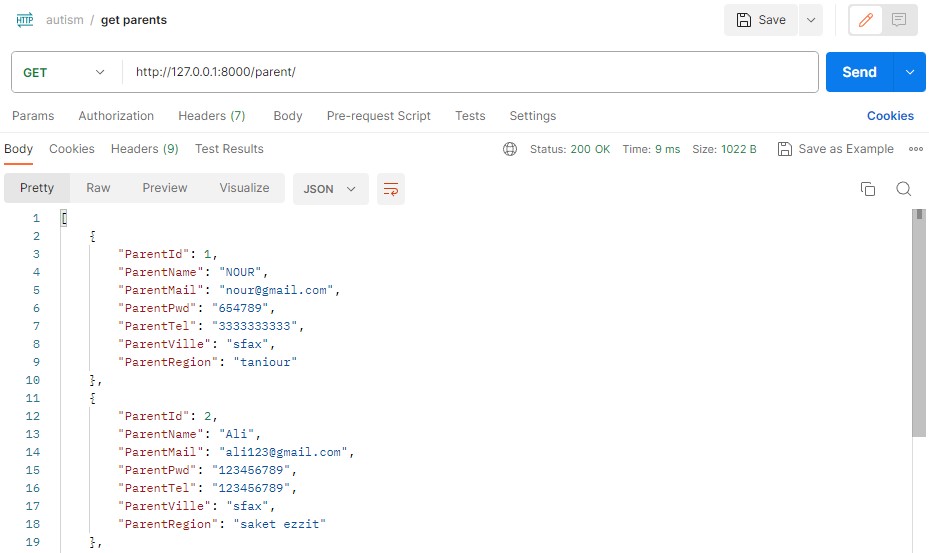 HTTP autism / get parents Save
GET http://127.0.0.1:8000/parent/ Send
Params Authorization Headers (7) Body Pre-request Script Tests Settings Cookies
Body Cookies Headers (9) Test Results Status: 200 OK Time: 9 ms Size: 1022 B Save as Example
Pretty Raw Preview Visualize JSON
1 [
2 {
3 "ParentId": 1,
4 "ParentName": "NOUR",
5 "ParentMail": "nour@gmail.com",
6 "ParentPwd": "654789",
7 "ParentTel": "3333333333",
8 "ParentVille": "sfax",
9 "ParentRegion": "taniour"
10 },
11 {
12 "ParentId": 2,
13 "ParentName": "Ali",
14 "ParentMail": "ali123@gmail.com",
15 "ParentPwd": "123456789",
16 "ParentTel": "123456789",
17 "ParentVille": "sfax",
18 "ParentRegion": "saket ezzit"
19 },